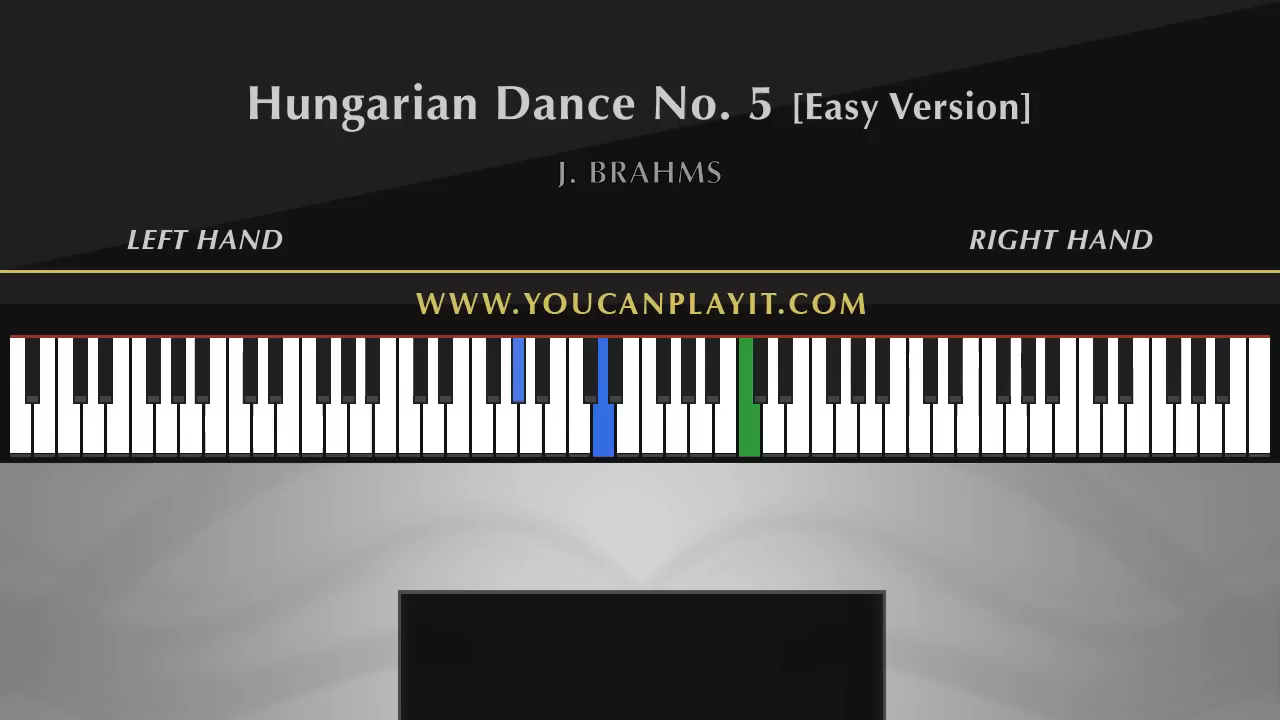 Hungarian Dance No. 5 [Easy Version]
J. BRAHMS
LEFT HAND
RIGHT HAND
WWW.YOUCANPLAYIT.COM